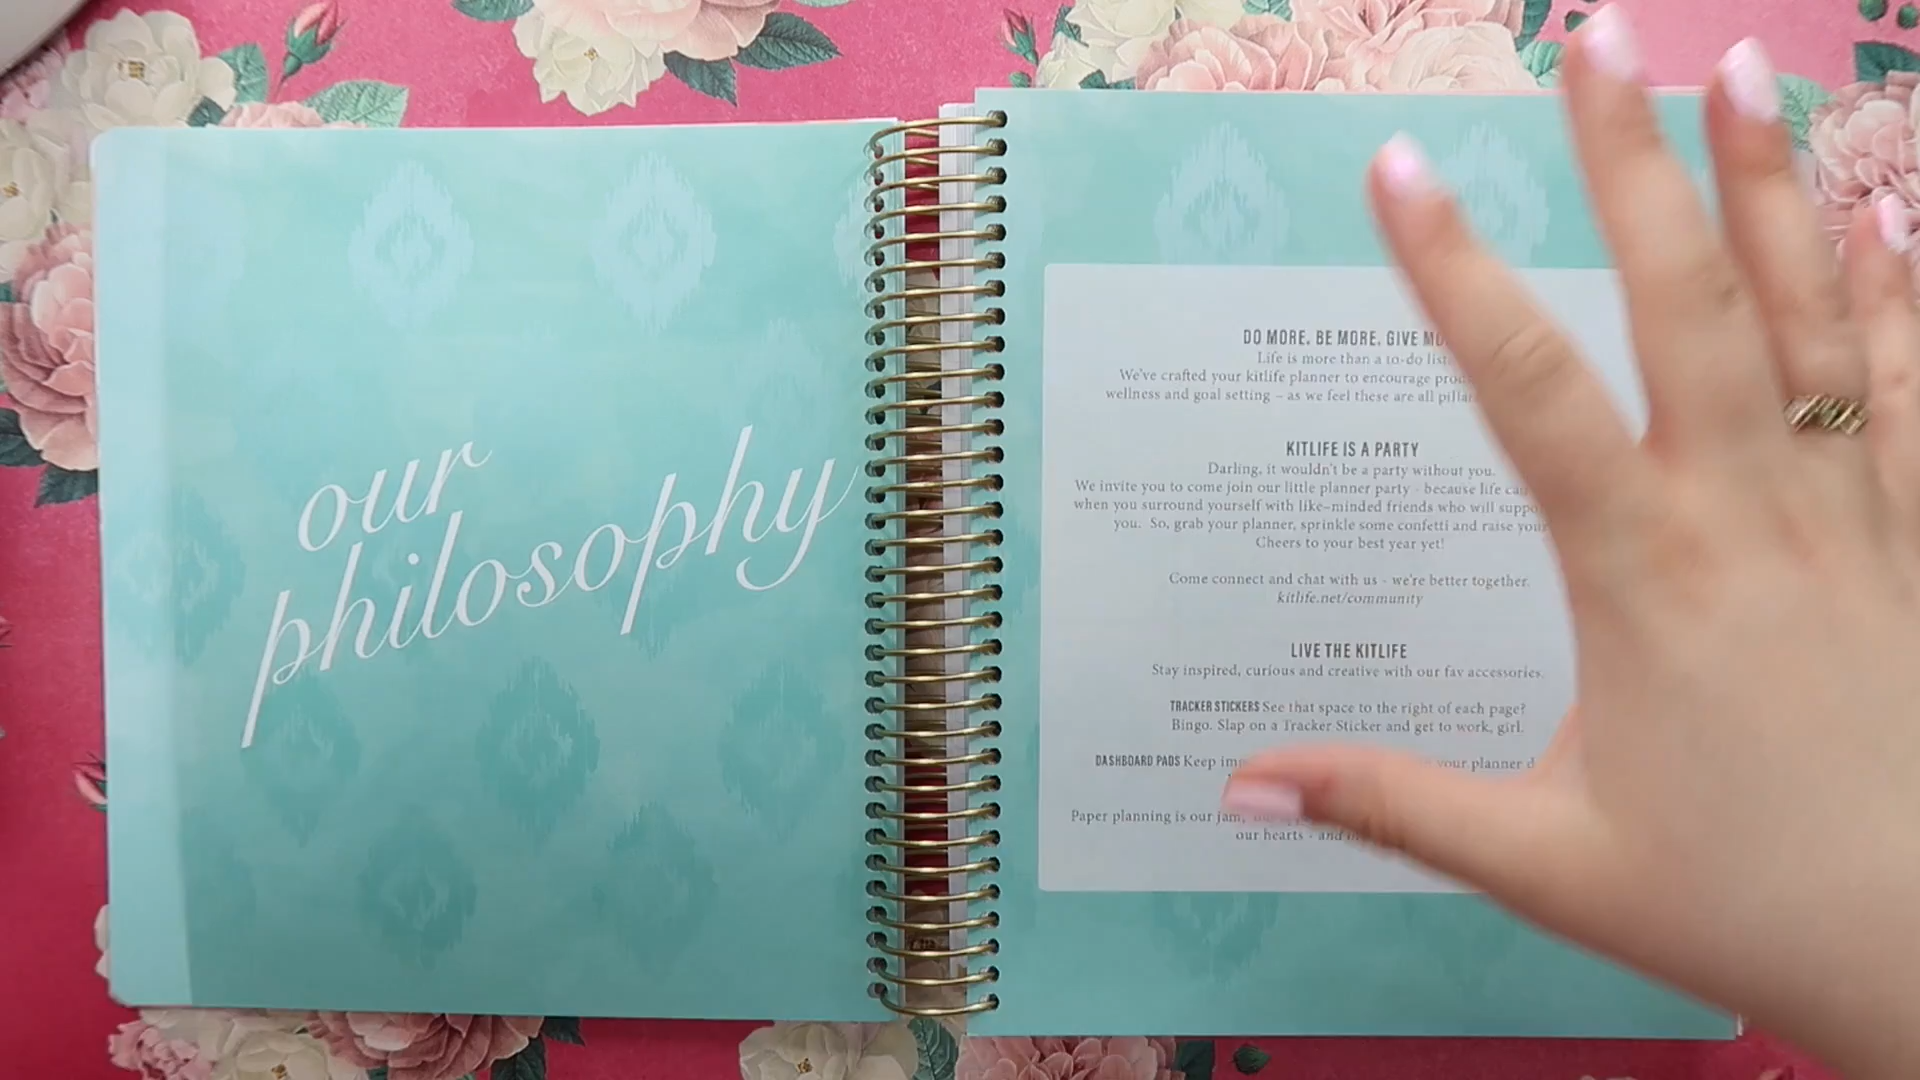 our
philosophy
DO MORE. BE MORE. GIVE
Life is more than a to-do list
We've crafted your kitlife planner to encourage
wellness and goal setting – as we feel these are all
KITLIFE IS A PARTY
Darling, it wouldn't be a party without you.
We invite you to come join our little planner party - because life
when you surround yourself with like-minded friends who will
you. So, grab your planner, sprinkle some confetti and raise your
Cheers to your best year yet!
Come connect and chat with us - we're better together.
kitlife.net/community
LIVE THE KITLIFE
Stay inspired, curious and creative with our fav accessories.
TRACKER STICKERS See that space to the right of each page?
Bingo. Slap on a Tracker Sticker and get to work, girl.
DASHBOARD PADS Keep your planner
Paper planning is our jam,
our hearts - and